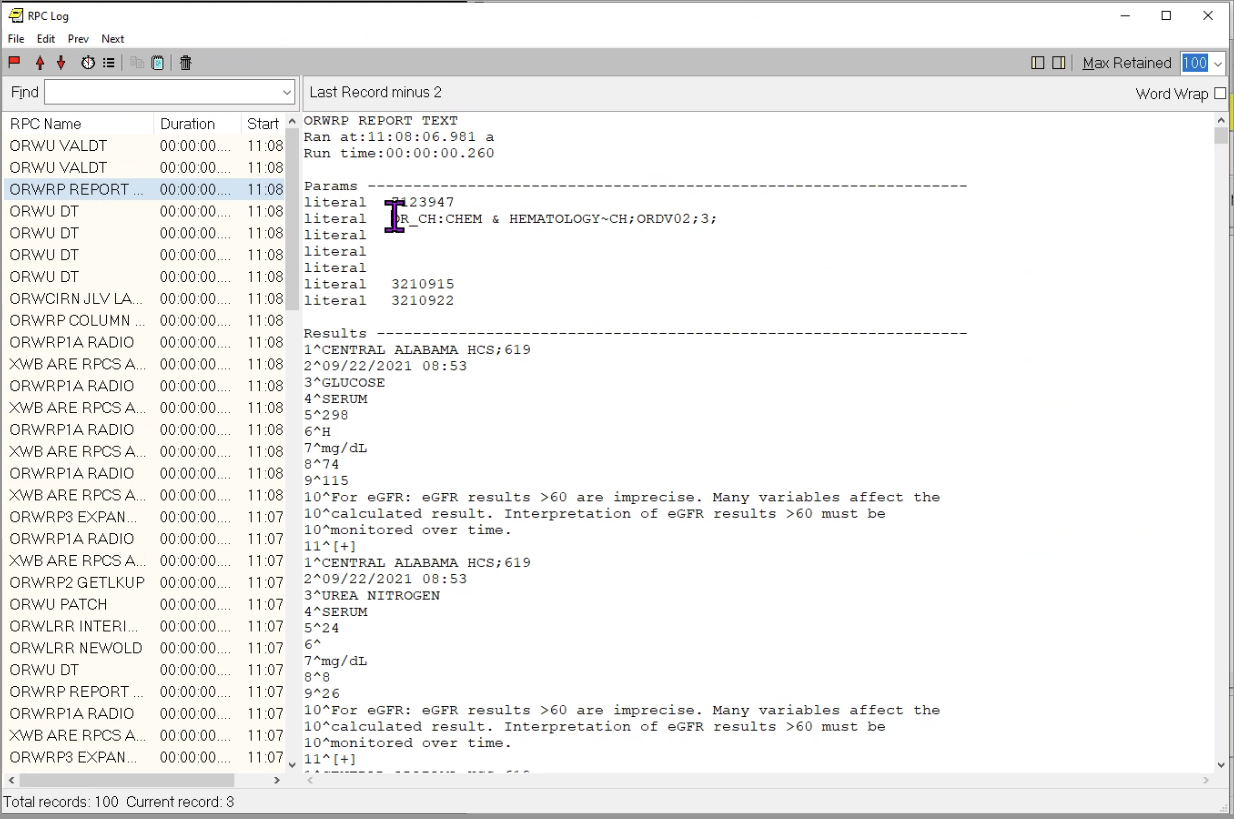 RPC Log
File Edit Prev Next
Max Retained 100
Find
Last Record minus 2
Word Wrap
RPC Name Duration Start
ORWU VALDT 00:00:00.... 11:08
ORWU VALDT 00:00:00.... 11:08
ORWRP REPORT ... 00:00:00.... 11:08
ORWU DT 00:00:00.... 11:08
ORWU DT 00:00:00.... 11:08
ORWU DT 00:00:00.... 11:08
ORWU DT 00:00:00.... 11:08
ORWCIRN JLV LA... 00:00:00.... 11:08
ORWRP COLUMN ... 00:00:00.... 11:08
ORWRP1A RADIO 00:00:00.... 11:08
XWB ARE RPCS A... 00:00:00.... 11:08
ORWRP1A RADIO 00:00:00.... 11:08
XWB ARE RPCS A... 00:00:00.... 11:08
ORWRP1A RADIO 00:00:00.... 11:08
XWB ARE RPCS A... 00:00:00.... 11:08
ORWRP1A RADIO 00:00:00.... 11:08
XWB ARE RPCS A... 00:00:00.... 11:08
ORWRP3 EXPAN... 00:00:00.... 11:07
ORWRP1A RADIO 00:00:00.... 11:07
XWB ARE RPCS A... 00:00:00.... 11:07
ORWRP2 GETLKUP 00:00:00.... 11:07
ORWU PATCH 00:00:00.... 11:07
ORWLRR INTERI... 00:00:00.... 11:07
ORWLRR NEWOLD 00:00:00.... 11:07
ORWU DT 00:00:00.... 11:07
ORWRP REPORT ... 00:00:00.... 11:07
ORWRP1A RADIO 00:00:00.... 11:07
XWB ARE RPCS A... 00:00:00.... 11:07
ORWRP3 EXPAN... 00:00:00.... 11:07
ORWRP REPORT TEXT
Ran at:11:08:06.981 a
Run time:00:00:00.260
Params ------------------------------------------------------------------
literal
literal OR_CH:CHEM & HEMATOLOGY~CH;ORDV02;3;
literal
literal
literal
literal 3210915
literal 3210922
Results -----------------------------------------------------------------
1^CENTRAL ALABAMA HCS;619
2^09/22/2021 08:53
3^GLUCOSE
4^SERUM
5^298
6^H
7^mg/dL
8^74
9^115
10^For eGFR: eGFR results >60 are imprecise. Many variables affect the
10^calculated result. Interpretation of eGFR results >60 must be
10^monitored over time.
11^[+]
1^CENTRAL ALABAMA HCS;619
2^09/22/2021 08:53
3^UREA NITROGEN
4^SERUM
5^24
6^
7^mg/dL
8^8
9^26
10^For eGFR: eGFR results >60 are imprecise. Many variables affect the
10^calculated result. Interpretation of eGFR results >60 must be
10^monitored over time.
11^[+]
Total records: 100 Current record: 3